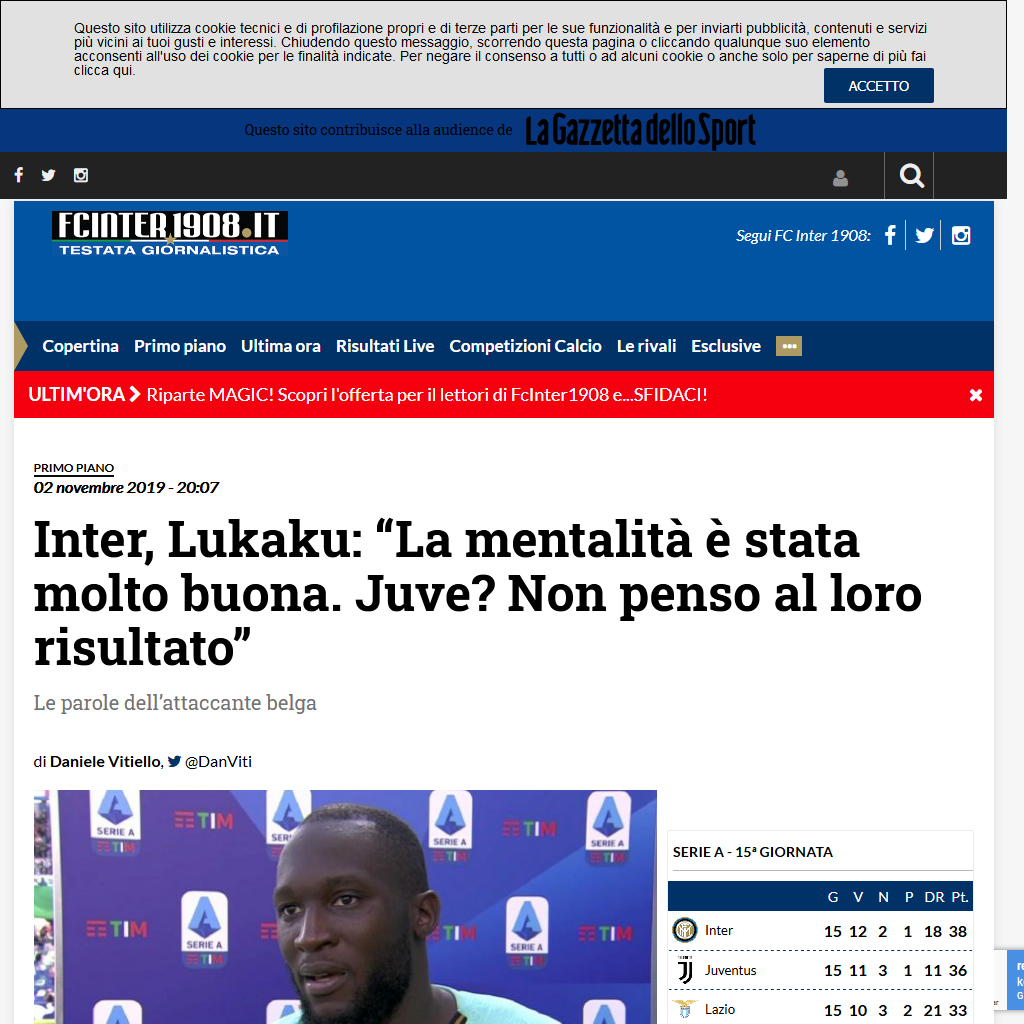 Questo sito utilizza cookie tecnici e di profilazione propri e di terze parti per le sue funzionalità e per inviarti pubblicità, contenuti e servizi
più vicini ai tuoi gusti e interessi. Chiudendo questo messaggio, scorrendo questa pagina o cliccando qualunque suo elemento
acconsenti all'uso dei cookie per le finalità indicate. Per negare il consenso a tutti o ad alcuni cookie o anche solo per saperne di più fai
clicca qui.
ACCETTO
Questo sito contribuisce alla audience de La Gazzetta dello Sport
FCINTER1908.IT
TESTATA GIORNALISTICA
Segui FC Inter 1908:
Copertina Primo piano Ultima ora Risultati Live Competizioni Calcio Le rivali Esclusive
ULTIM'ORA Riparte MAGIC! Scopri l'offerta per il lettori di FcInter1908 e...SFIDACI!
PRIMO PIANO
02 novembre 2019 - 20:07
Inter, Lukaku: “La mentalità è stata
molto buona. Juve? Non penso al loro
risultato”
Le parole dell’attaccante belga
di Daniele Vitiello, @DanViti
SERIE A TIM
TIM
SERIE A TIM
TIM
SERIE A TIM
TIM
SERIE A TIM
SERIE A TIM
TIM
SERIE A - 15ª GIORNATA
G V N P DR Pt.
Inter 15 12 2 1 18 38
Juventus 15 11 3 1 11 36
Lazio 15 10 3 2 21 33